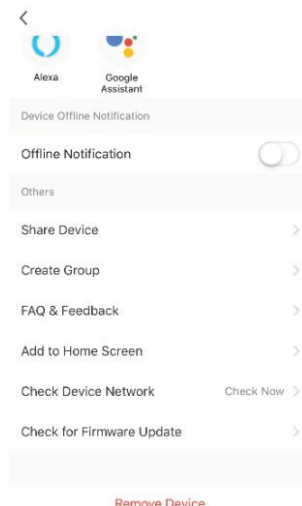 Alexa
Google
Assistant
Device Offline Notification
Offline Notification
Others
Share Device
Create Group
FAQ & Feedback
Add to Home Screen
Check Device Network Check Now
Check for Firmware Update
Remove Device